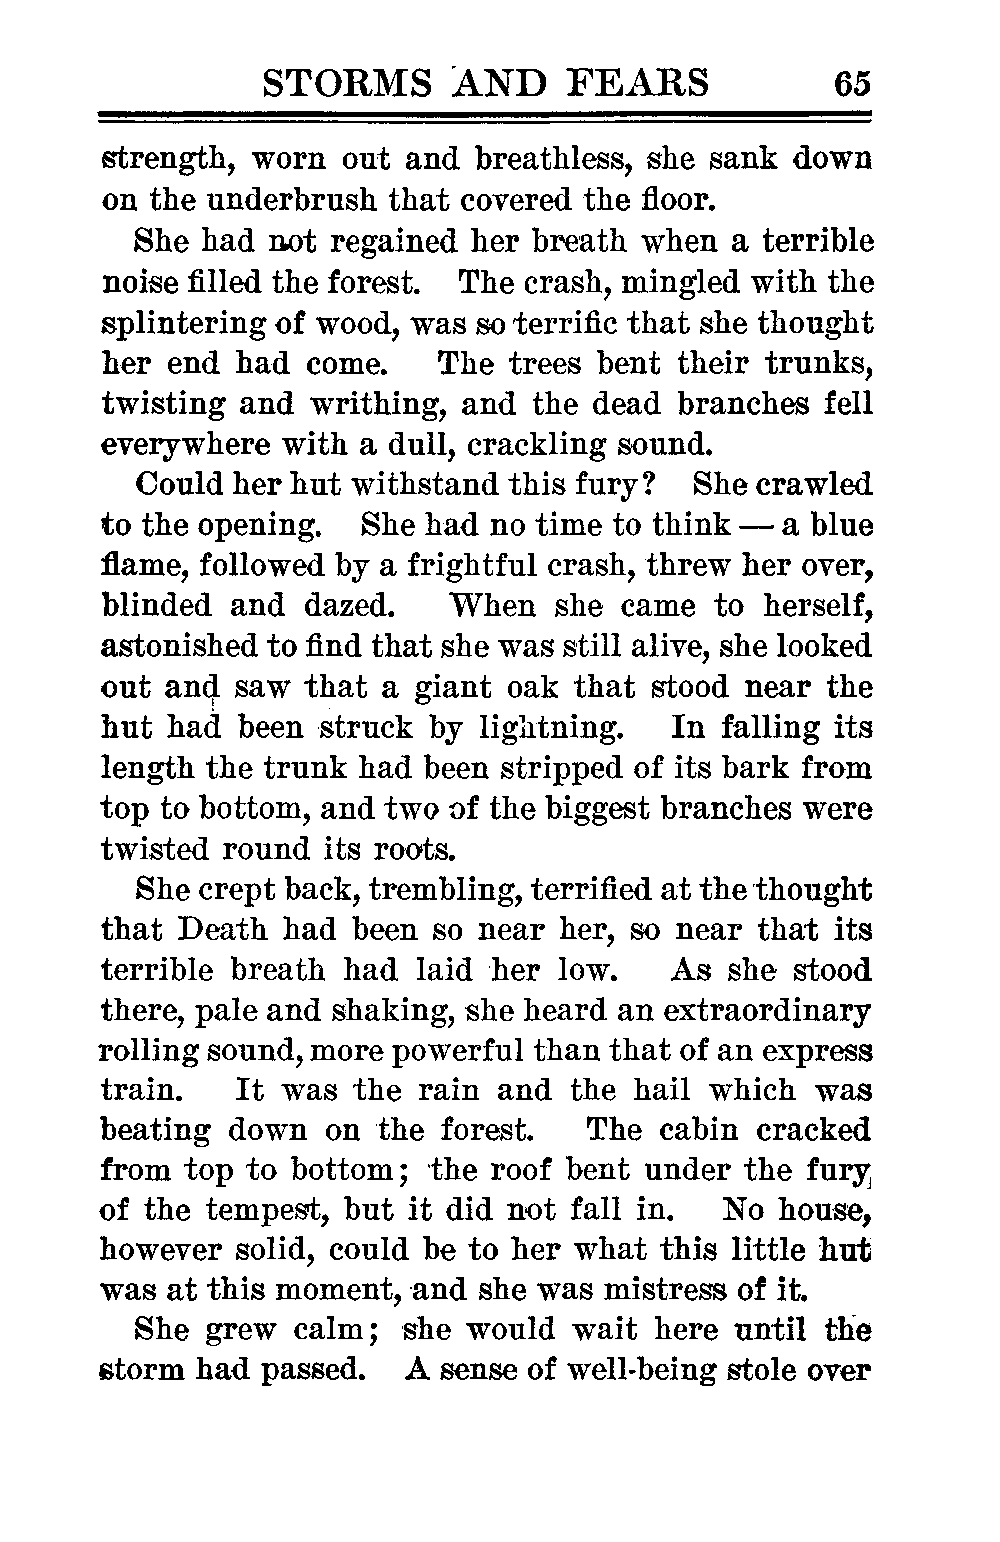 STORMS AND FEARS 65
strength, worn out and breathless, she sank down
on the underbrush that covered the floor.
She had not regained her breath when a terrible
noise filled the forest. The crash, mingled with the
splintering of wood, was so terrific that she thought
her end had come. The trees bent their trunks,
twisting and writhing, and the dead branches fell
everywhere with a dull, crackling sound.
Could her hut withstand this fury? She crawled
to the opening. She had no time to think — a blue
flame, followed by a frightful crash, threw her over,
blinded and dazed. When she came to herself,
astonished to find that she was still alive, she looked
out and saw that a giant oak that stood near the
hut had been struck by lightning. In falling its
length the trunk had been stripped of its bark from
top to bottom, and two of the biggest branches were
twisted round its roots.
She crept back, trembling, terrified at the thought
that Death had been so near her, so near that its
terrible breath had laid her low. As she stood
there, pale and shaking, she heard an extraordinary
rolling sound, more powerful than that of an express
train. It was the rain and the hail which was
beating down on the forest. The cabin cracked
from top to bottom; the roof bent under the fury
of the tempest, but it did not fall in. No house,
however solid, could be to her what this little hut
was at this moment, and she was mistress of it.
She grew calm; she would wait here until the
storm had passed. A sense of well-being stole over